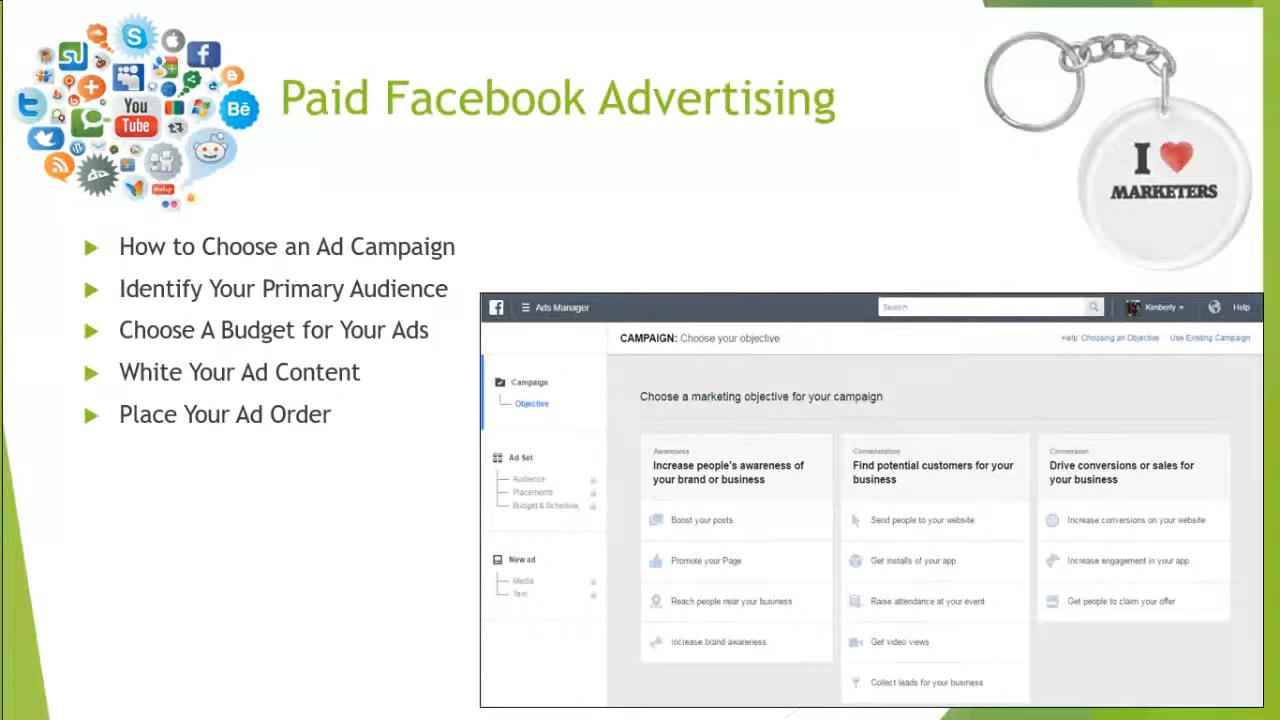 Paid Facebook Advertising
You
Tube
I
MARKETERS
How to Choose an Ad Campaign
Identify Your Primary Audience
Choose A Budget for Your Ads
White Your Ad Content
Place Your Ad Order
Ads Manager
Search
Kimberly
Help
CAMPAIGN: Choose your objective
Help: Choosing an Objective
Use Existing Campaign
Campaign
Objective
Ad Set
Audience
Placements
Budget & Schedule
New ad
Media
Text
Choose a marketing objective for your campaign
Awareness
Increase people's awareness of
your brand or business
Boost your posts
Promote your Page
Reach people near your business
Increase brand awareness
Consideration
Find potential customers for your
business
Send people to your website
Get installs of your app
Raise attendance at your event
Get video views
Collect leads for your business
Conversion
Drive conversions or sales for
your business
Increase conversions on your website
Increase engagement in your app
Get people to claim your offer